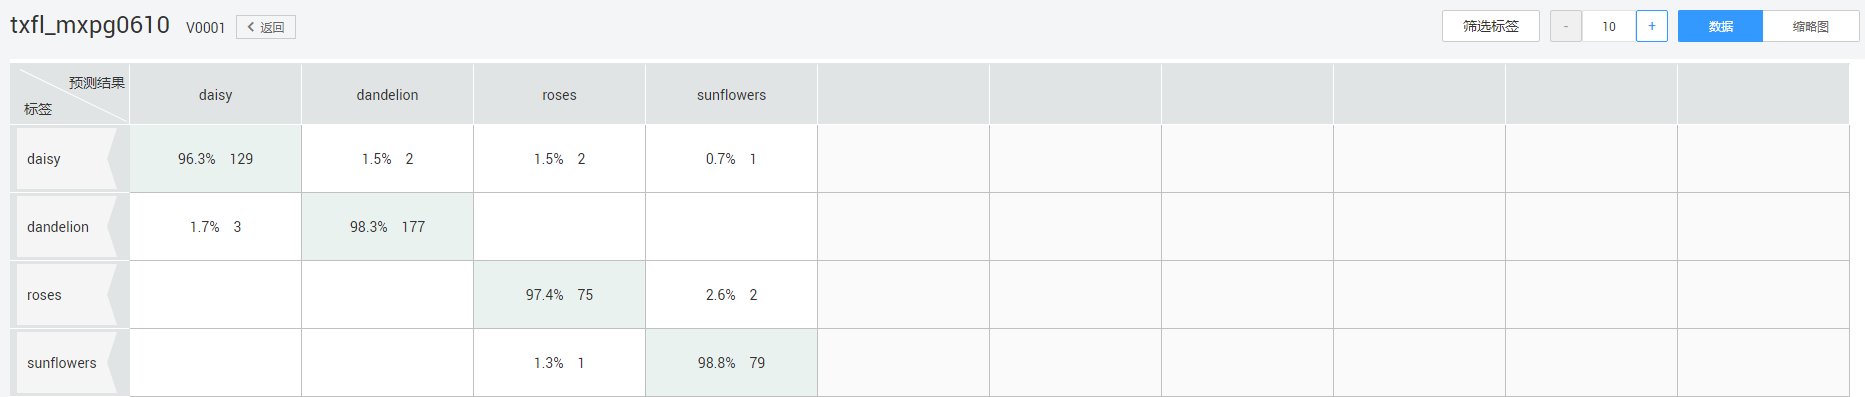 txfl_mxpg0610 V0001 返回 筛选标签 - 10 + 数据 缩略图
预测结果
标签 daisy dandelion roses sunflowers
daisy 96.3% 129 1.5% 2 1.5% 2 0.7% 1
dandelion 1.7% 3 98.3% 177
roses 97.4% 75 2.6% 2
sunflowers 1.3% 1 98.8% 79